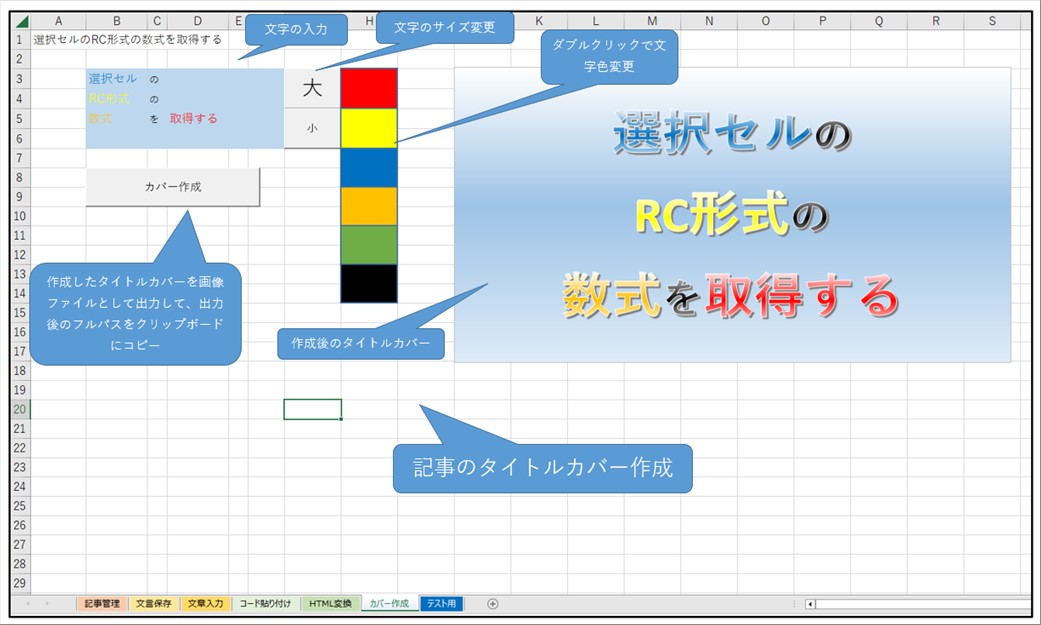 A B C D E H K L M N O P Q R S
文字の入力
文字のサイズ変更
ダブルクリックで文
字色変更
1 選択セルのRC形式の数式を取得する
2
3 選択セル の
4 RC形式 の
5 数式 を 取得する
6
7
8
9
10
11
12
13
14
15
16
17
18
19
20
21
22
23
24
25
26
27
28
29
大
小
カバー作成
選択セルの
RC形式の
数式を取得する
作成したタイトルカバーを画像
ファイルとして出力して、出力
後のフルパスをクリップボード
にコピー
作成後のタイトルカバー
記事のタイトルカバー作成
記事管理 文言保存 文章入力 コード貼り付け HTML変換 カバー作成 テスト用